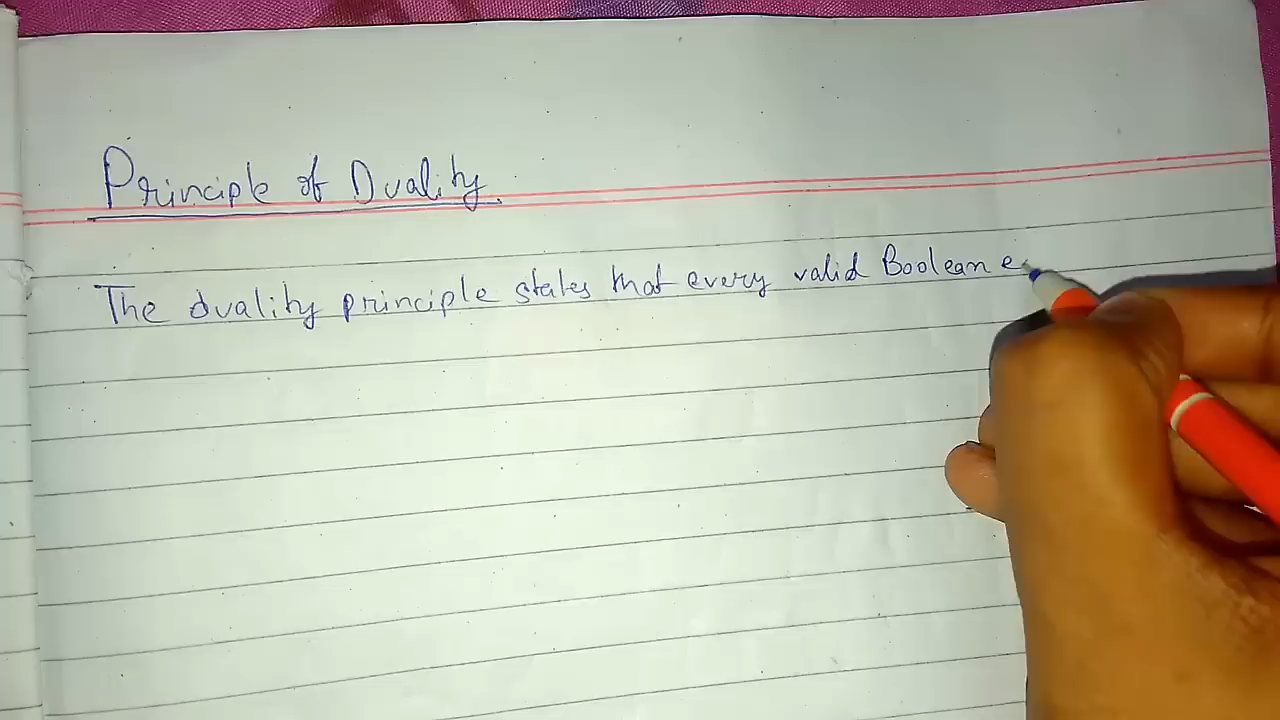 Principle of Duality.
The duality principle states that every valid Boolean e